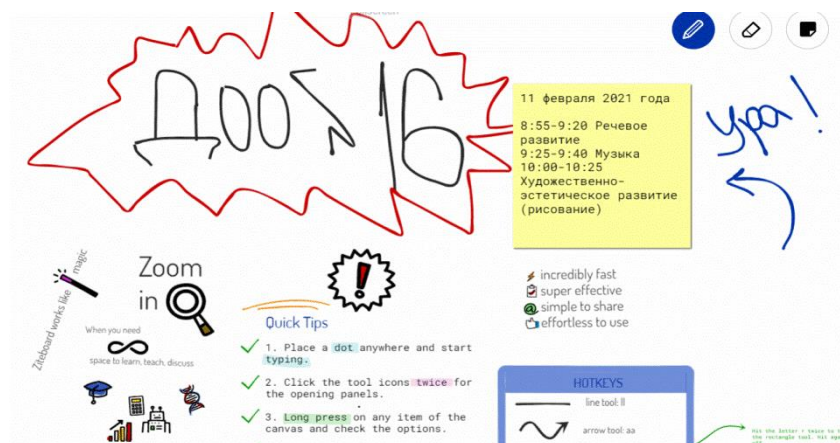 ДОО № 16
11 февраля 2021 года
8:55-9:20 Речевое
развитие
9:25-9:40 Музыка
10:00-10:25
Художественно-
эстетическое развитие
(рисование)
Ура!
Ziteboard works like
magic
Zoom
in
When you need
space to learn, teach, discuss
incredibly fast
super effective
simple to share
effortless to use
Quick Tips
1. Place a dot anywhere and start
typing.
2. Click the tool icons twice for
the opening panels.
3. Long press on any item of the
canvas and check the options.
HOTKEYS
line tool: ll
arrow tool: aa